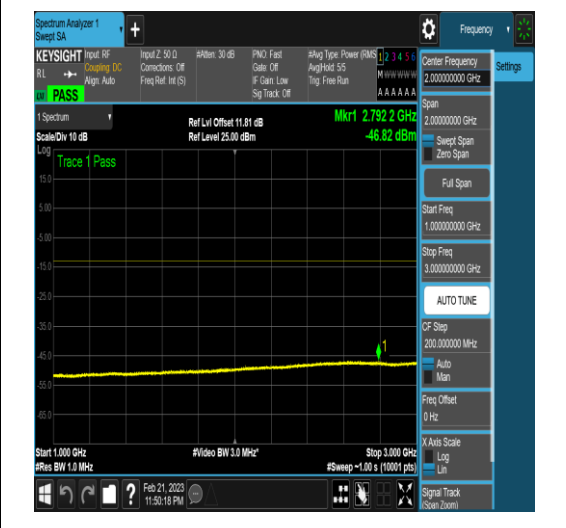 Spectrum Analyzer 1
Swept SA
Frequency
KEYSIGHT
RL
PASS
Input: RF
Coupling: DC
Align: Auto
Input Z: 50 Ω
Corrections: Off
Freq Ref: Int (S)
#Atten: 30 dB
PNO: Fast
Gate: Off
IF Gain: Low
Sig Track: Off
#Avg Type: Power (RMS
Avg|Hold: 5/5
Trig: Free Run
1 2 3 4 5 6
M W W W W W
A A A A A A
1 Spectrum
Scale/Div 10 dB
Ref Lvl Offset 11.81 dB
Ref Level 25.00 dBm
Mkr1 2.792 2 GHz
-46.82 dBm
Log
Trace 1 Pass
15.0
5.00
-5.00
-15.0
-25.0
-35.0
-45.0
-55.0
-65.0
1
Start 1.000 GHz
#Res BW 1.0 MHz
#Video BW 3.0 MHz*
Stop 3.000 GHz
#Sweep ~1.00 s (10001 pts)
Feb 21, 2023
11:50:18 PM
Center Frequency
2.000000000 GHz
Settings
Span
2.00000000 GHz
Swept Span
Zero Span
Full Span
Start Freq
1.000000000 GHz
Stop Freq
3.000000000 GHz
AUTO TUNE
CF Step
200.000000 MHz
Auto
Man
Freq Offset
0 Hz
X Axis Scale
Log
Lin
Signal Track
(Span Zoom)